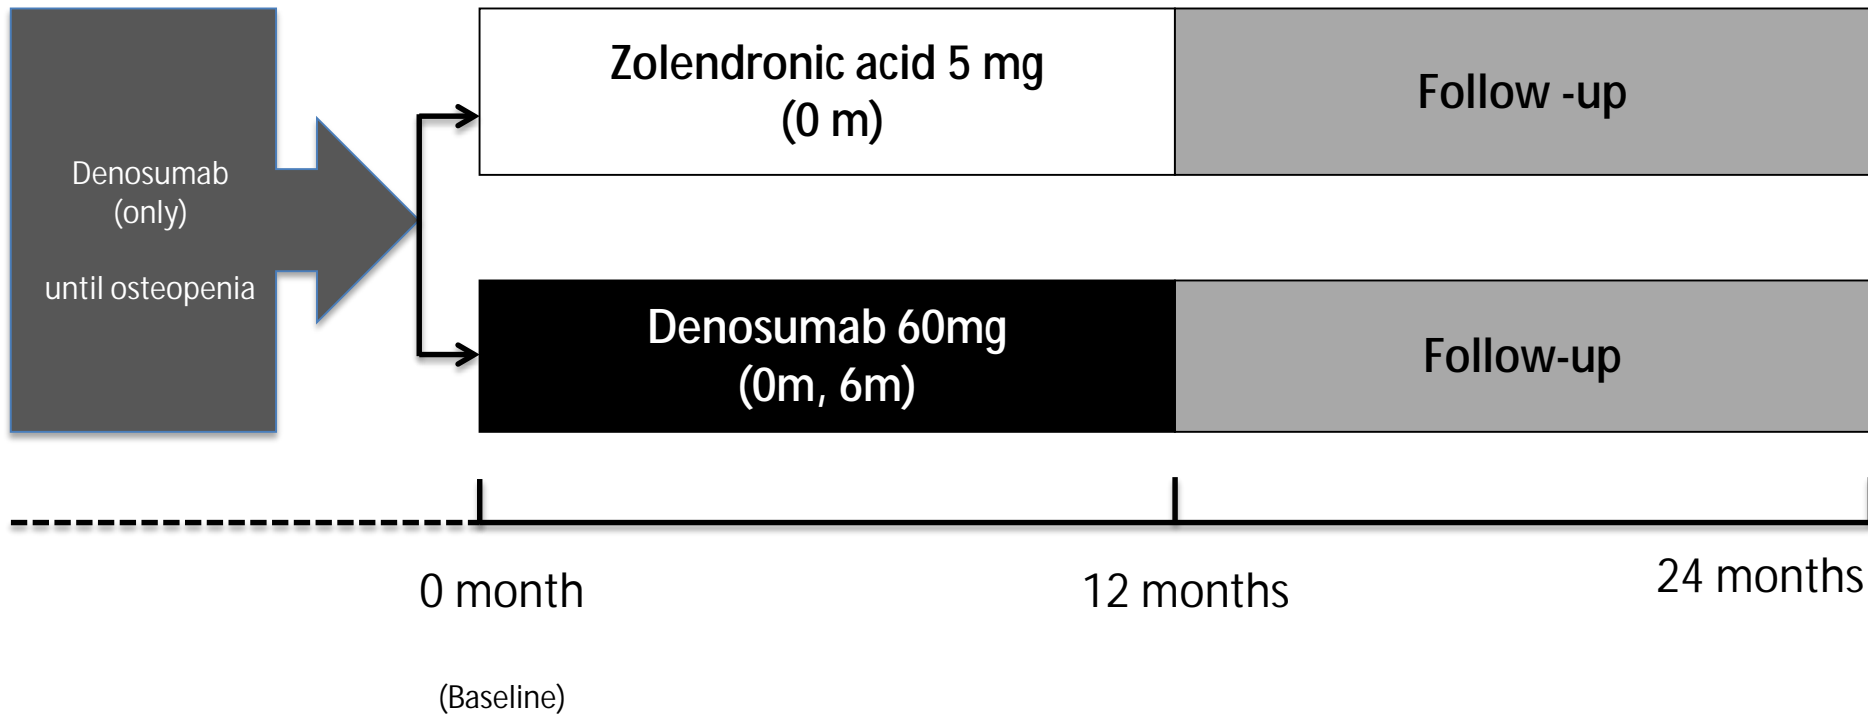 Denosumab
(only)
until osteopenia
Zolendronic acid 5 mg
(0 m)
Follow -up
Denosumab 60mg
(0m, 6m)
Follow-up
0 month
12 months
24 months
(Baseline)